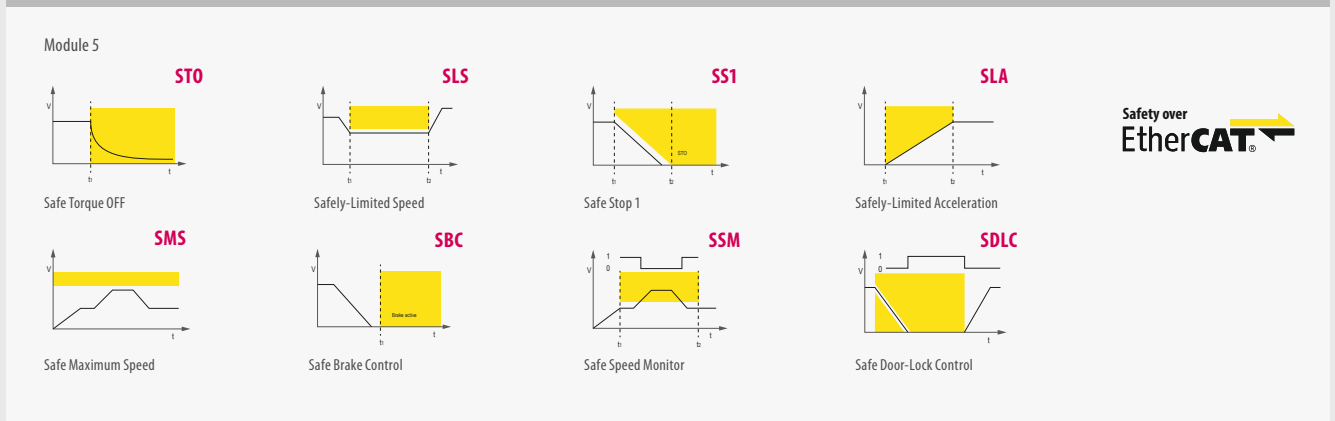 Module 5
STO
SLS
SS1
SLA
V
t
t1
V
t1
t2
V
STO
t
t1
t2
V
t
t1
t2
Safety over
EtherCAT®
Safe Torque OFF
Safely-Limited Speed
Safe Stop 1
Safely-Limited Acceleration
SMS
SBC
SSM
SDLC
V
t
V
Brake active
t
t1
1
0
V
t
t1
t2
1
0
V
t
Safe Maximum Speed
Safe Brake Control
Safe Speed Monitor
Safe Door-Lock Control